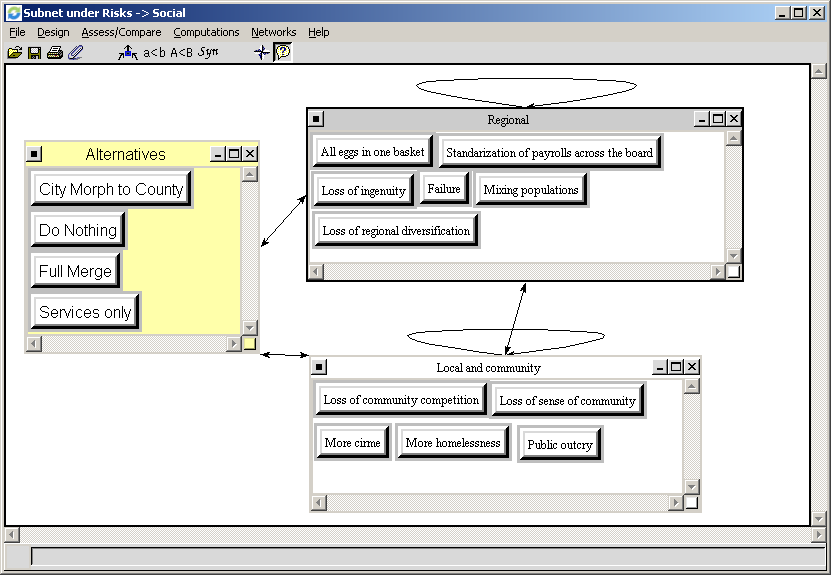 Subnet under Risks -> Social
File Design Assess/Compare Computations Networks Help
a<b A<B Syn
Regional
All eggs in one basket Standarization of payrolls across the board
Loss of ingenuity Failure Mixing populations
Loss of regional diversification
Alternatives
City Morph to County
Do Nothing
Full Merge
Services only
Local and community
Loss of community competition Loss of sense of community
More cirme More homelessness Public outcry